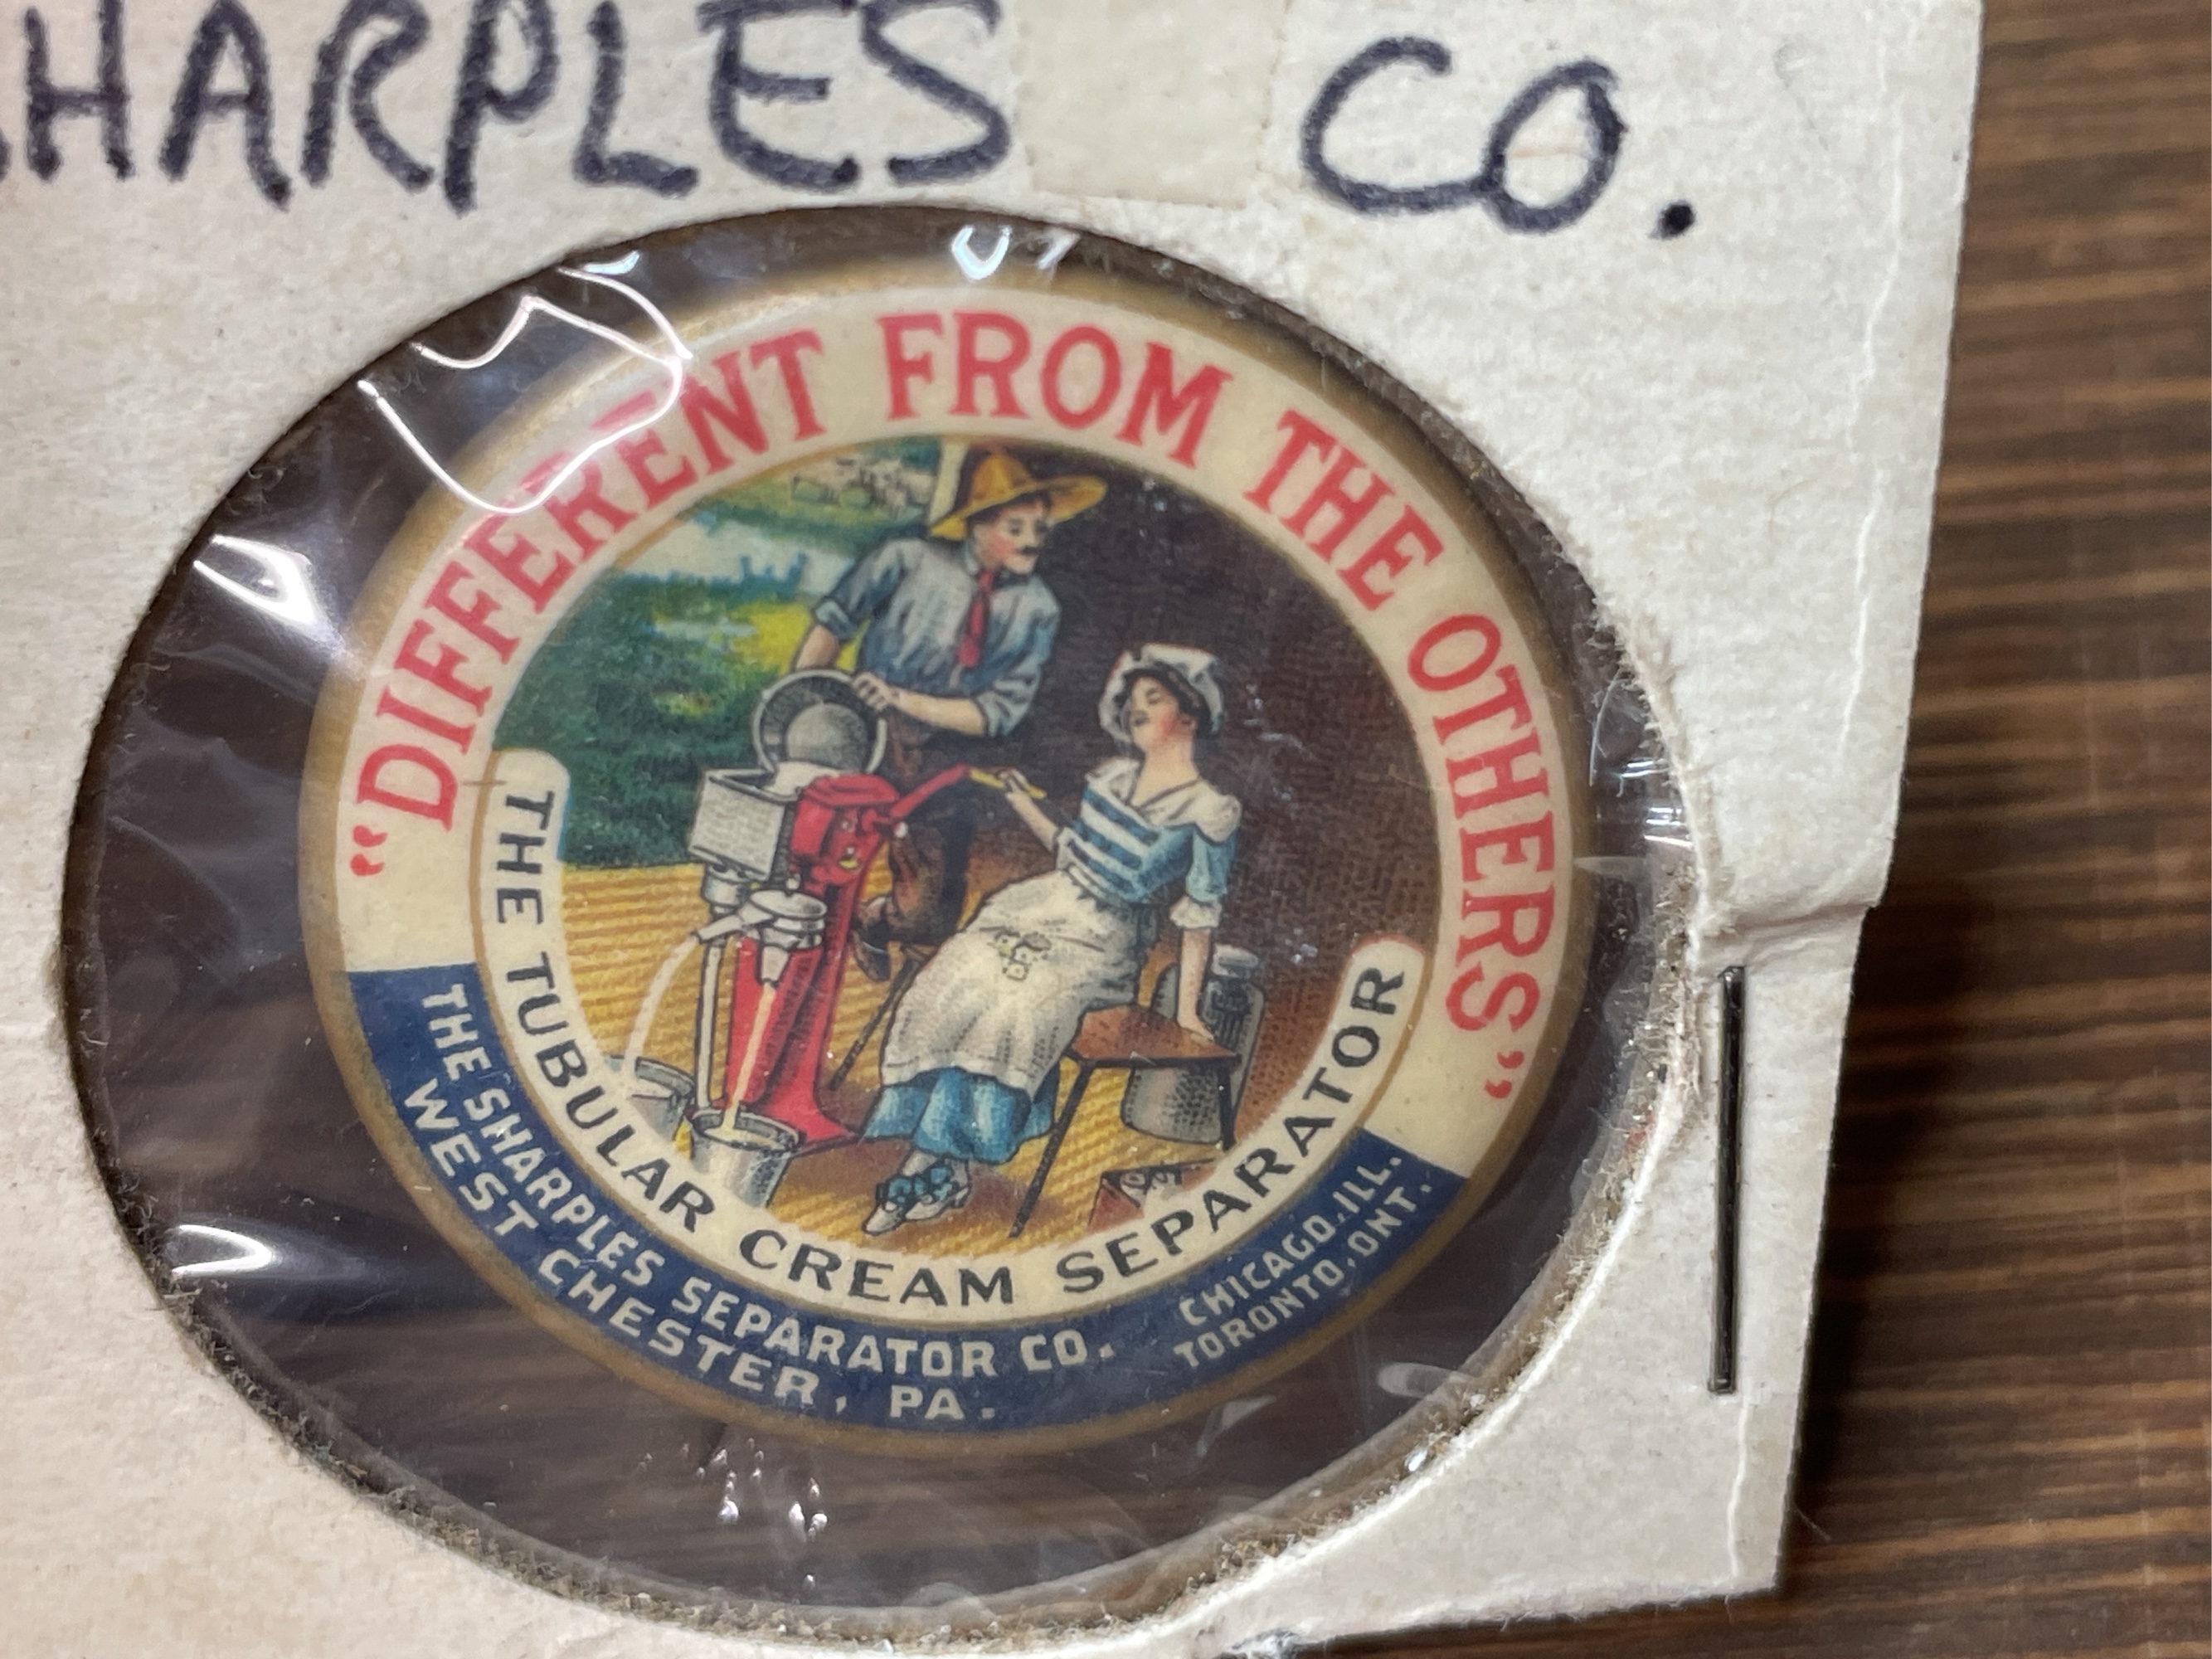 SHARPLES CO.
"DIFFERENT FROM THE OTHERS"
THE TUBULAR CREAM SEPARATOR
THE SHARPLES SEPARATOR CO.
WEST CHESTER, PA.
CHICAGO, ILL.
TORONTO, ONT.